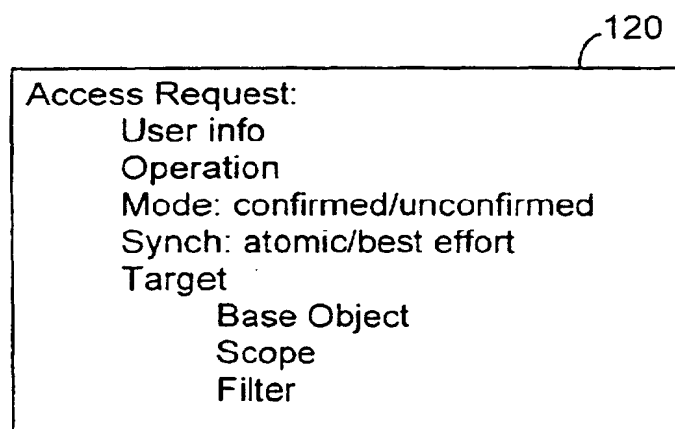 120
Access Request:
User info
Operation
Mode: confirmed/unconfirmed
Synch: atomic/best effort
Target
Base Object
Scope
Filter